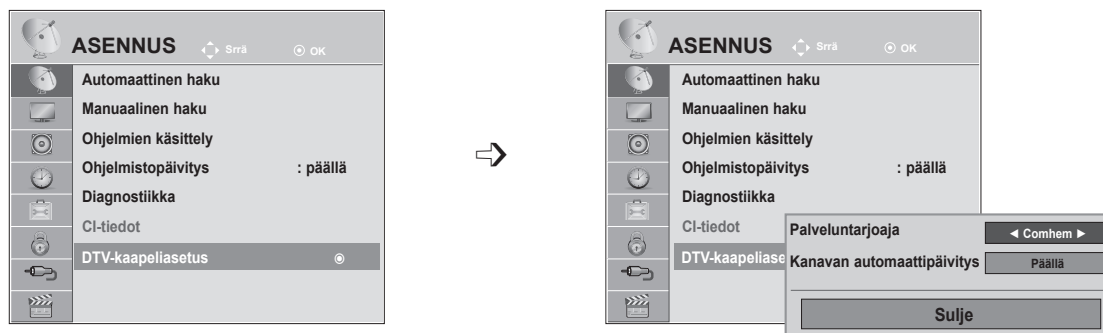 ASENNUS Srrä OK
Automaattinen haku
Manuaalinen haku
Ohjelmien käsittely
Ohjelmistopäivitys : päällä
Diagnostiikka
CI-tiedot
DTV-kaapeliasetus
ASENNUS Srrä OK
Automaattinen haku
Manuaalinen haku
Ohjelmien käsittely
Ohjelmistopäivitys : päällä
Diagnostiikka
CI-tiedot
DTV-kaapeliase
Palveluntarjoaja ◄ Comhem ►
Kanavan automaattipäivitys Päällä
Sulje